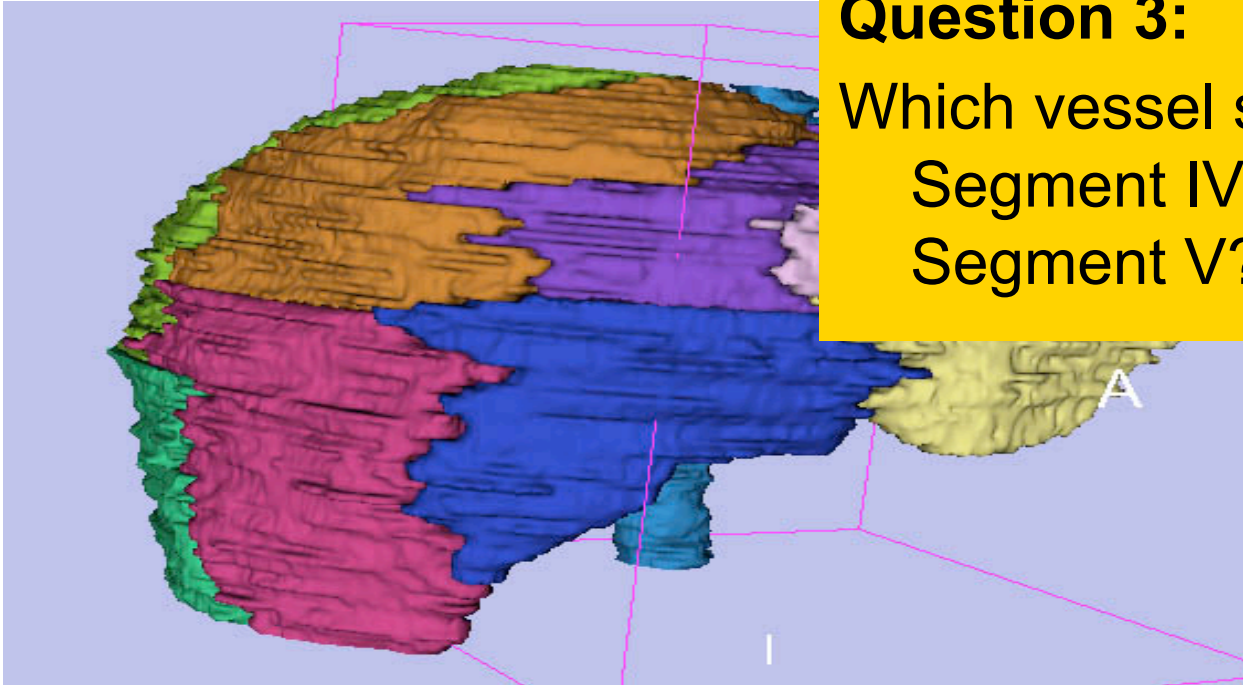 Question 3:
Which vessel
Segment IV
Segment V?
A
I